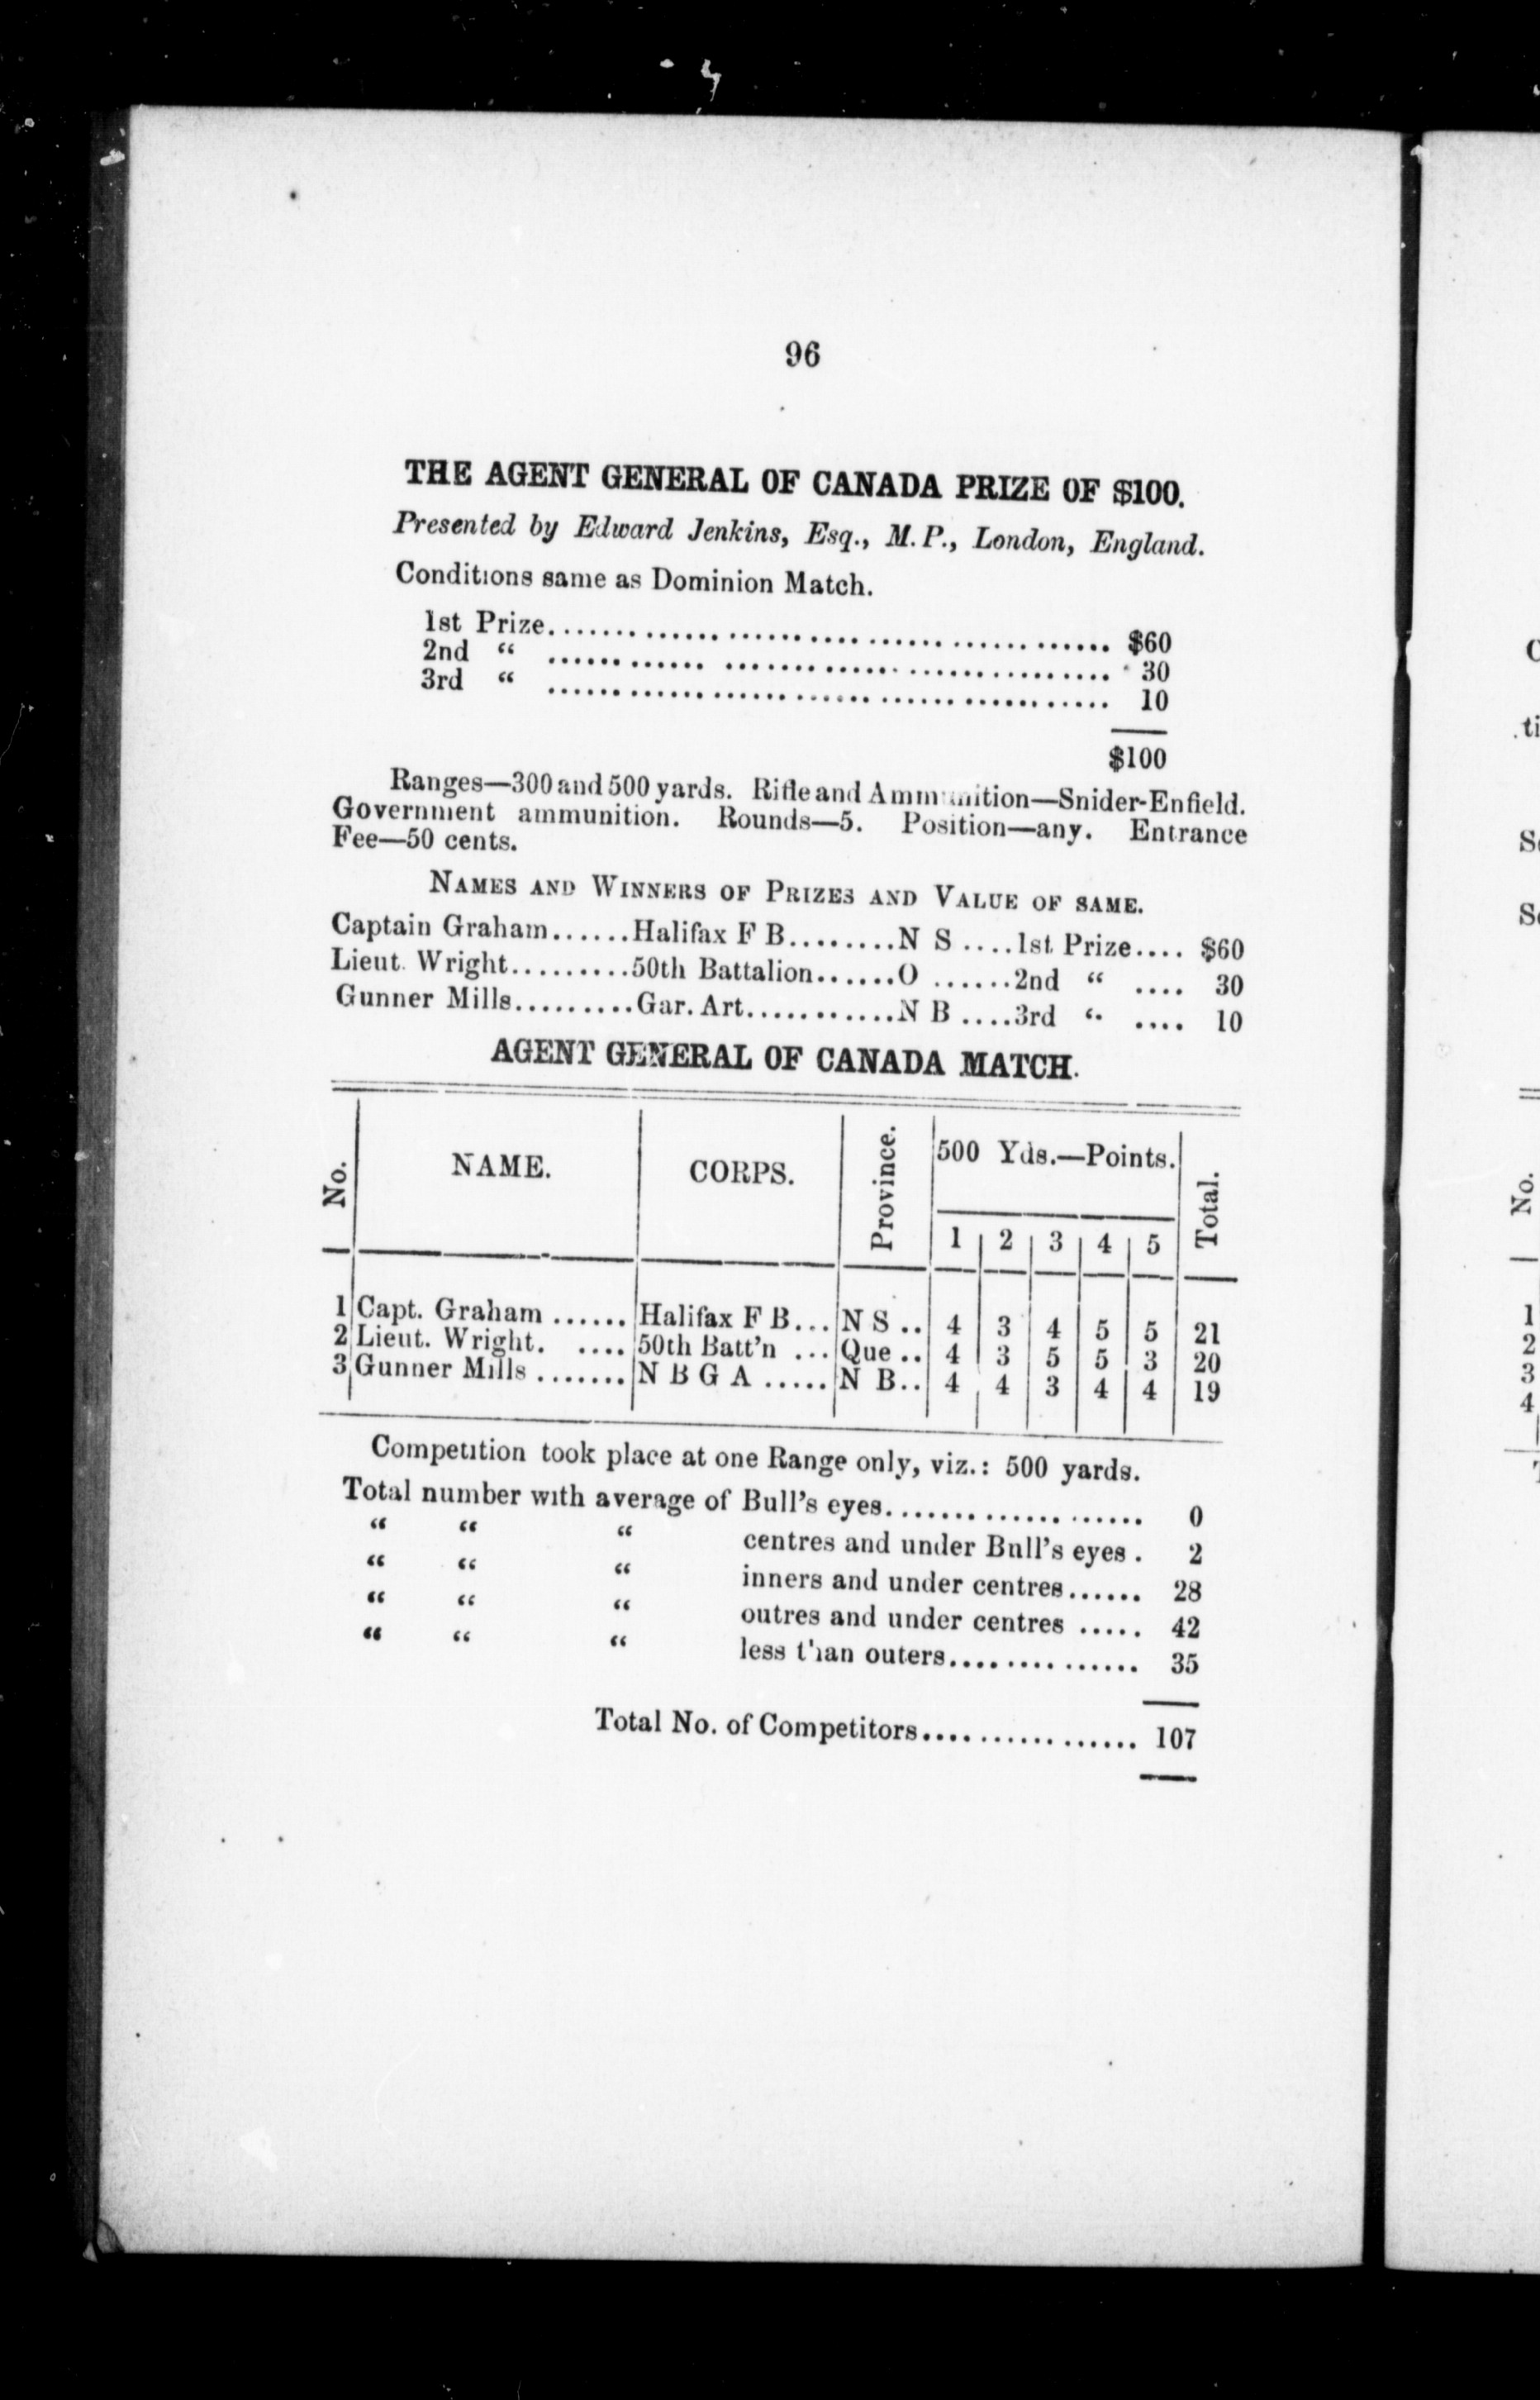 96
THE AGENT GENERAL OF CANADA PRIZE OF $100.
Presented by Edward Jenkins, Esq., M. P., London, England.
Conditions same as Dominion Match.
1st Prize.................................................. $60
2nd “ .................................................. 30
3rd “ .................................................. 10
$100
Ranges—300 and 500 yards. Rifle and Ammunition—Snider-Enfield.
Government ammunition. Rounds—5. Position—any. Entrance
Fee—50 cents.
NAMES AND WINNERS OF PRIZES AND VALUE OF SAME.
Captain Graham......Halifax F B........N S ....1st Prize.... $60
Lieut. Wright.........50th Battalion......O ......2nd “ .... 30
Gunner Mills.........Gar. Art...........N B ....3rd “ .... 10
AGENT GENERAL OF CANADA MATCH.
No. NAME. CORPS. Province. 500 Yds.—Points. Total.
1 2 3 4 5
1 Capt. Graham ...... Halifax F B... N S .. 4 3 4 5 5 21
2 Lieut. Wright. .... 50th Batt'n ... Que .. 4 3 5 5 3 20
3 Gunner Mills ....... N B G A ..... N B.. 4 4 3 4 4 19
Competition took place at one Range only, viz.: 500 yards.
Total number with average of Bull's eyes.................... 0
“ “ “ centres and under Bull's eyes . 2
“ “ “ inners and under centres...... 28
“ “ “ outres and under centres ..... 42
“ “ “ less than outers.............. 35
Total No. of Competitors................ 107
No.
1
2
3
4